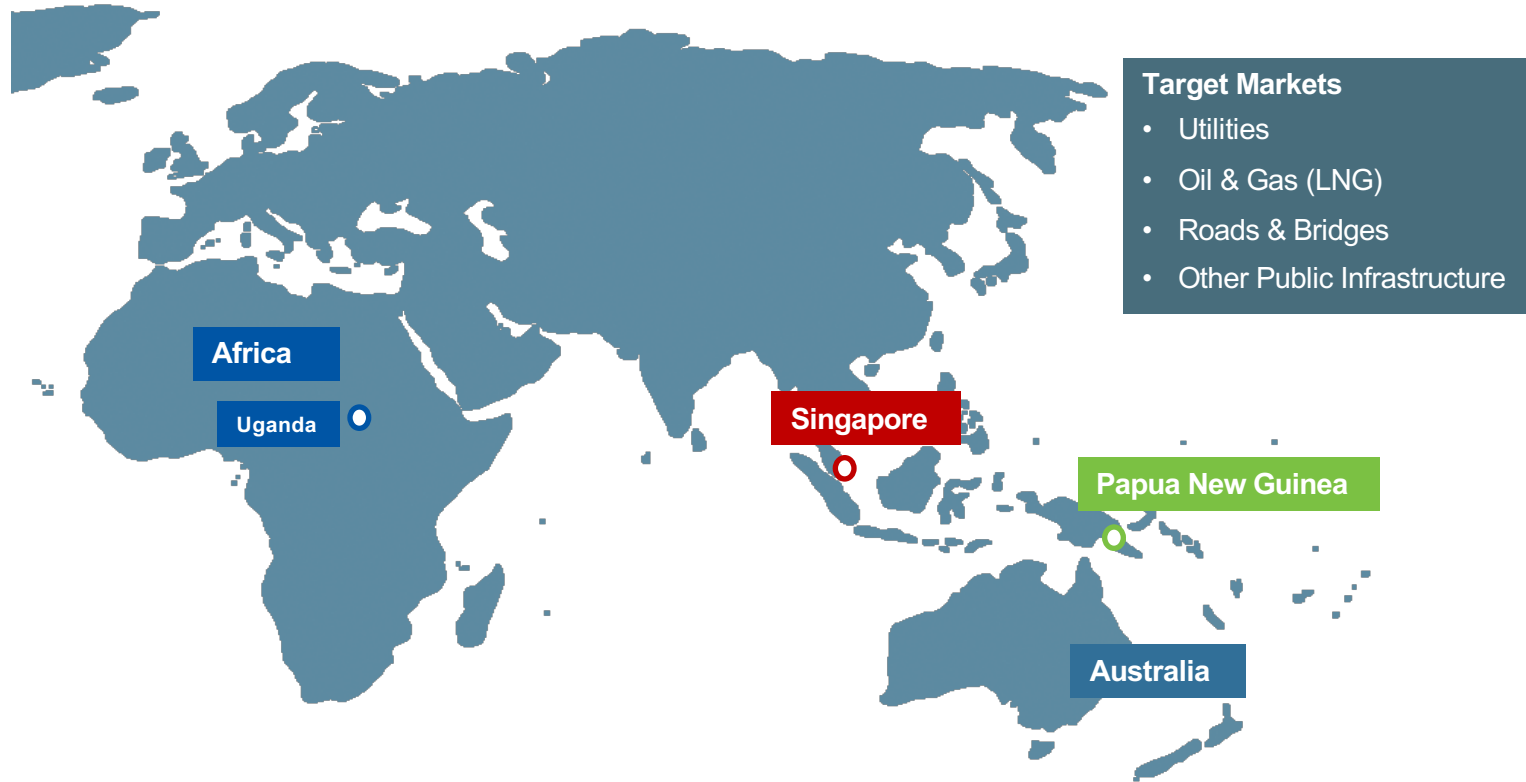 Target Markets
• Utilities
• Oil & Gas (LNG)
• Roads & Bridges
• Other Public Infrastructure
Africa
Uganda
Singapore
Papua New Guinea
Australia